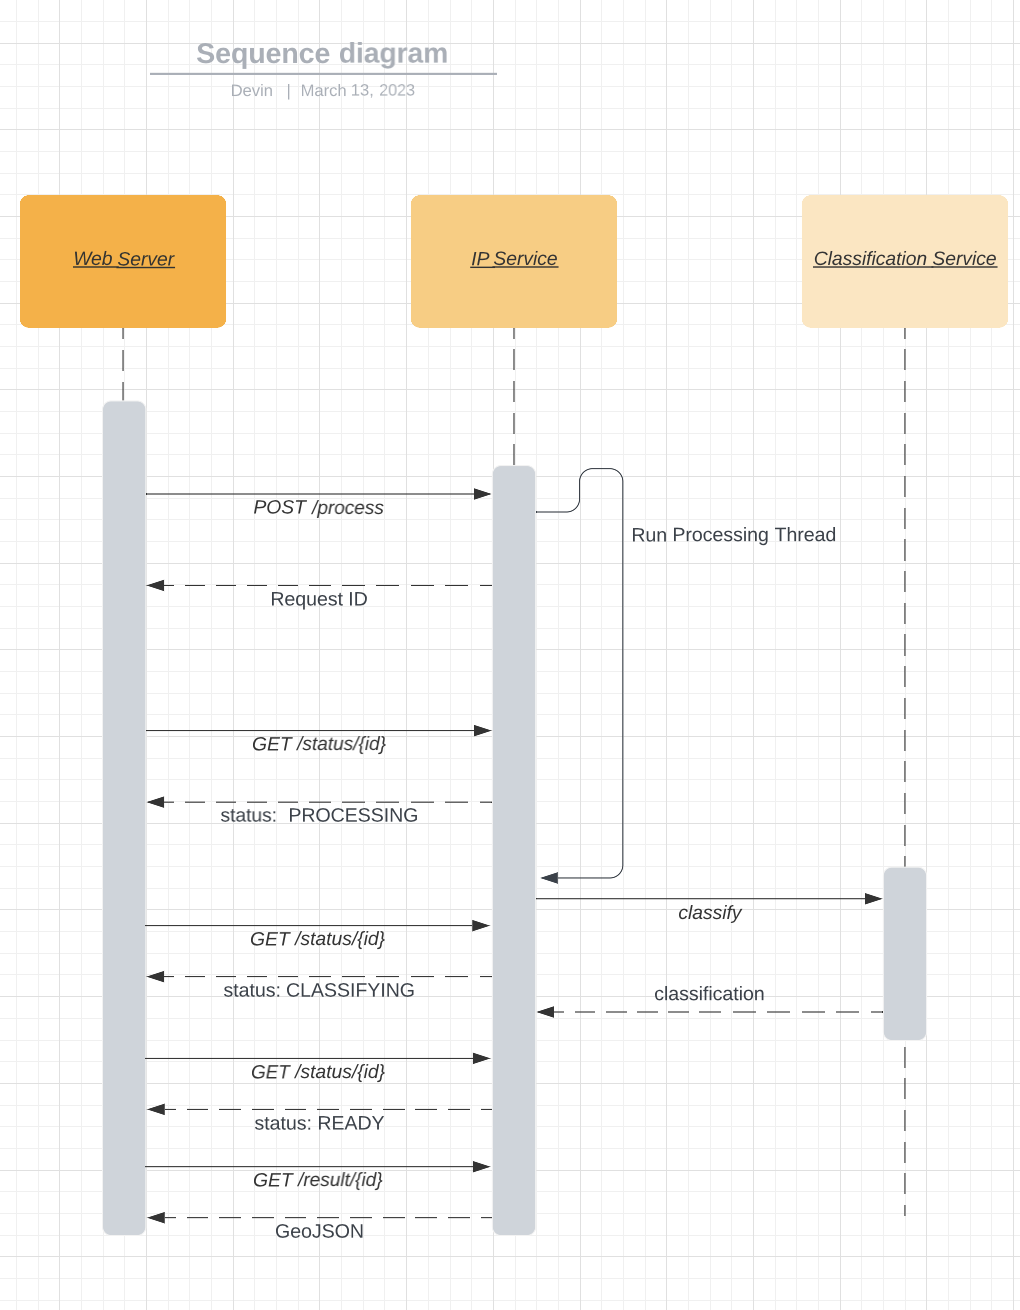 Sequence diagram
Devin | March 13, 2023
Web Server
IP Service
Classification Service
POST /process
Run Processing Thread
Request ID
GET /status/{id}
status: PROCESSING
classify
GET /status/{id}
status: CLASSIFYING
classification
GET /status/{id}
status: READY
GET /result/{id}
GeoJSON